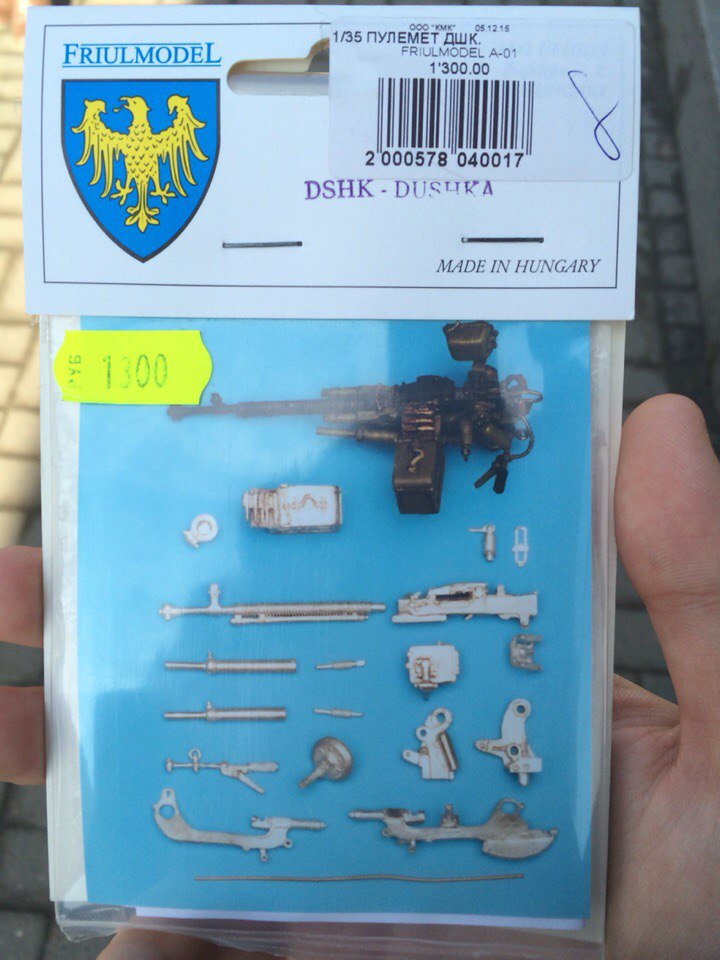 ООО "КМК" 05.12.15
1/35 ПУЛЕМЕТ ДШК.
FRIULMODEL A-01
1'300.00
2 000578 040017
FRIULMODEL
DSHK - DUSHKA
MADE IN HUNGARY
РУБ 1300